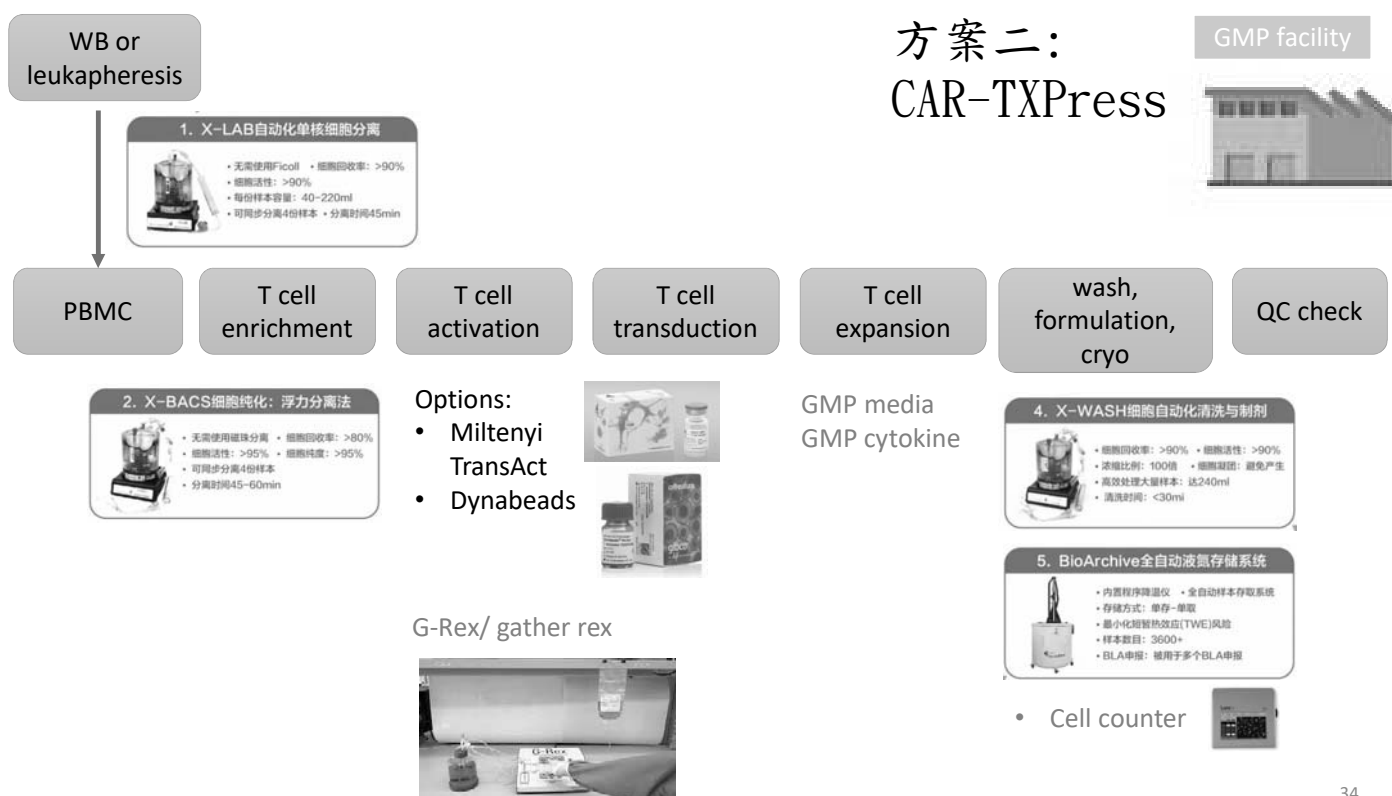 WB or
leukapheresis
方案二:
CAR-TXPress
GMP facility
1. X-LAB自动化单核细胞分离
• 无需使用Ficoll • 细胞回收率: >90%
• 细胞活性: >90%
• 每份样本容量: 40-220ml
• 可同步分离4份样本 • 分离时间45min
PBMC
T cell
enrichment
T cell
activation
T cell
transduction
T cell
expansion
wash,
formulation,
cryo
QC check
2. X-BACS细胞纯化: 浮力分离法
• 无需使用磁珠分离 • 细胞回收率: >80%
• 细胞活性: >95% • 细胞纯度: >95%
• 可同步分离4份样本
• 分离时间45-60min
Options:
• Miltenyi
TransAct
• Dynabeads
gibco
GMP media
GMP cytokine
4. X-WASH细胞自动化清洗与制剂
• 细胞回收率: >90% • 细胞活性: >90%
• 浓缩比例: 100倍 • 细胞凝团: 避免产生
• 高效处理大量样本: 达240ml
• 清洗时间: <30mi
5. BioArchive全自动液氮存储系统
• 内置程序降温仪 • 全自动样本存取系统
• 存储方式: 单存-单取
• 最小化短暂热效应(TWE)风险
• 样本数目: 3600+
• BLA申报: 被用于多个BLA申报
G-Rex/ gather rex
G-Rex
• Cell counter
34